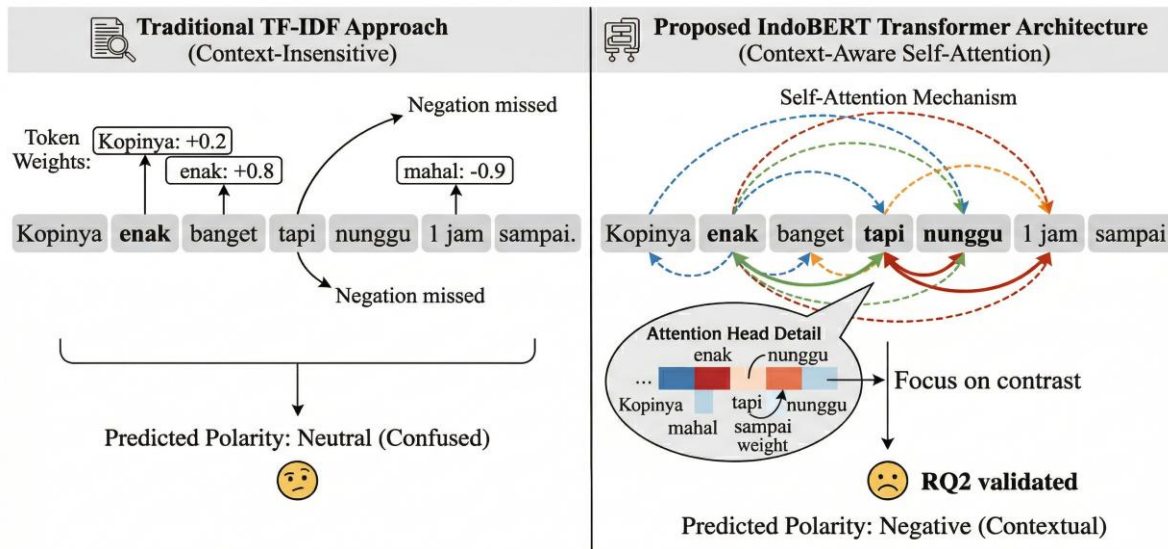 Traditional TF-IDF Approach
(Context-Insensitive)
Negation missed
Token
Weights:
Kopinya: +0.2
enak: +0.8
mahal: -0.9
Kopinya enak banget tapi nunggu 1 jam sampai.
Negation missed
Predicted Polarity: Neutral (Confused)
Proposed IndoBERT Transformer Architecture
(Context-Aware Self-Attention)
Self-Attention Mechanism
Kopinya enak banget tapi nunggu 1 jam sampai.
Attention Head Detail
enak nunggu
...
Kopinya tapi nunggu
mahal sampai
weight
Focus on contrast
RQ2 validated
Predicted Polarity: Negative (Contextual)